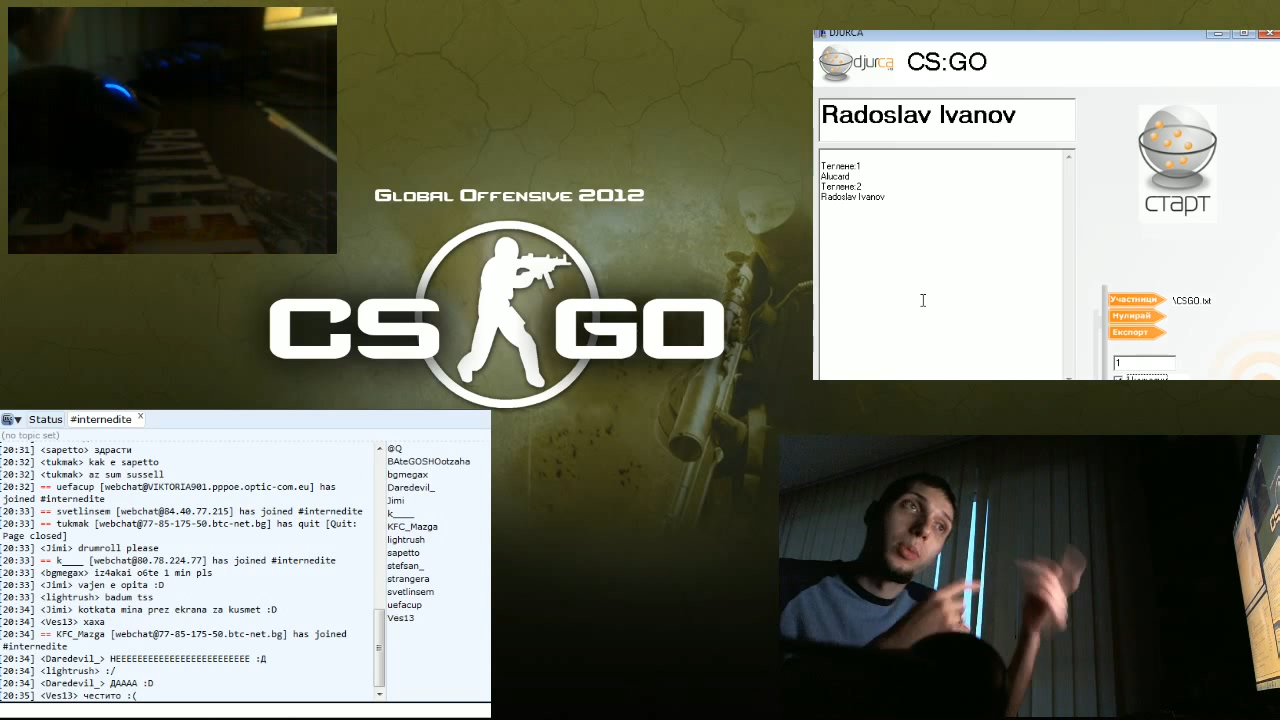 DJURCA
djurca
CS:GO
Radoslav Ivanov
Теглене:1
Alucard
Теглене:2
Radoslav Ivanov
старт
Участници
\CSGO.txt
Нулирай
Експорт
1
Global Offensive 2012
CS GO
Status
#internedite
x
(no topic set)
[20:31] <sapetto> здрасти
[20:32] <tukmak> kak e sapetto
[20:32] <tukmak> az sum sussell
[20:32] == uefacup [webchat@VIKTORIA901.pppoe.optic-com.eu] has
joined #internedite
[20:33] == svetlinsem [webchat@84.40.77.215] has joined #internedite
[20:33] == tukmak [webchat@77-85-175-50.btc-net.bg] has quit [Quit:
Page closed]
[20:33] <Jimi> drumroll please
[20:33] == k____ [webchat@80.78.224.77] has joined #internedite
[20:33] <bgmegax> iz4akai o6te 1 min pls
[20:33] <Jimi> vajen e opita :D
[20:33] <lightrush> badum tss
[20:34] <Jimi> kotkata mina prez ekrana za kusmet :D
[20:34] <Ves13> хаха
[20:34] == KFC_Mazga [webchat@77-85-175-50.btc-net.bg] has joined
#internedite
[20:34] <Daredevil_> НЕЕЕЕЕЕЕЕЕЕЕЕЕЕЕЕЕЕЕЕЕЕЕ :Д
[20:34] <lightrush> :/
[20:34] <Daredevil_> ДАААА :D
[20:35] <Ves13> честито :(
@Q
BAteGOSHOotzaha
bgmegax
Daredevil_
Jimi
k____
KFC_Mazga
lightrush
sapetto
stefsan_
strangera
svetlinsem
uefacup
Ves13